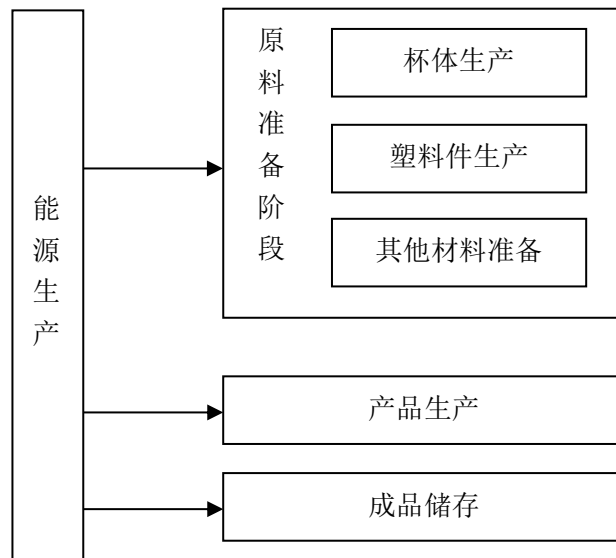 能源生产
原料准备阶段
杯体生产
塑料件生产
其他材料准备
产品生产
成品储存